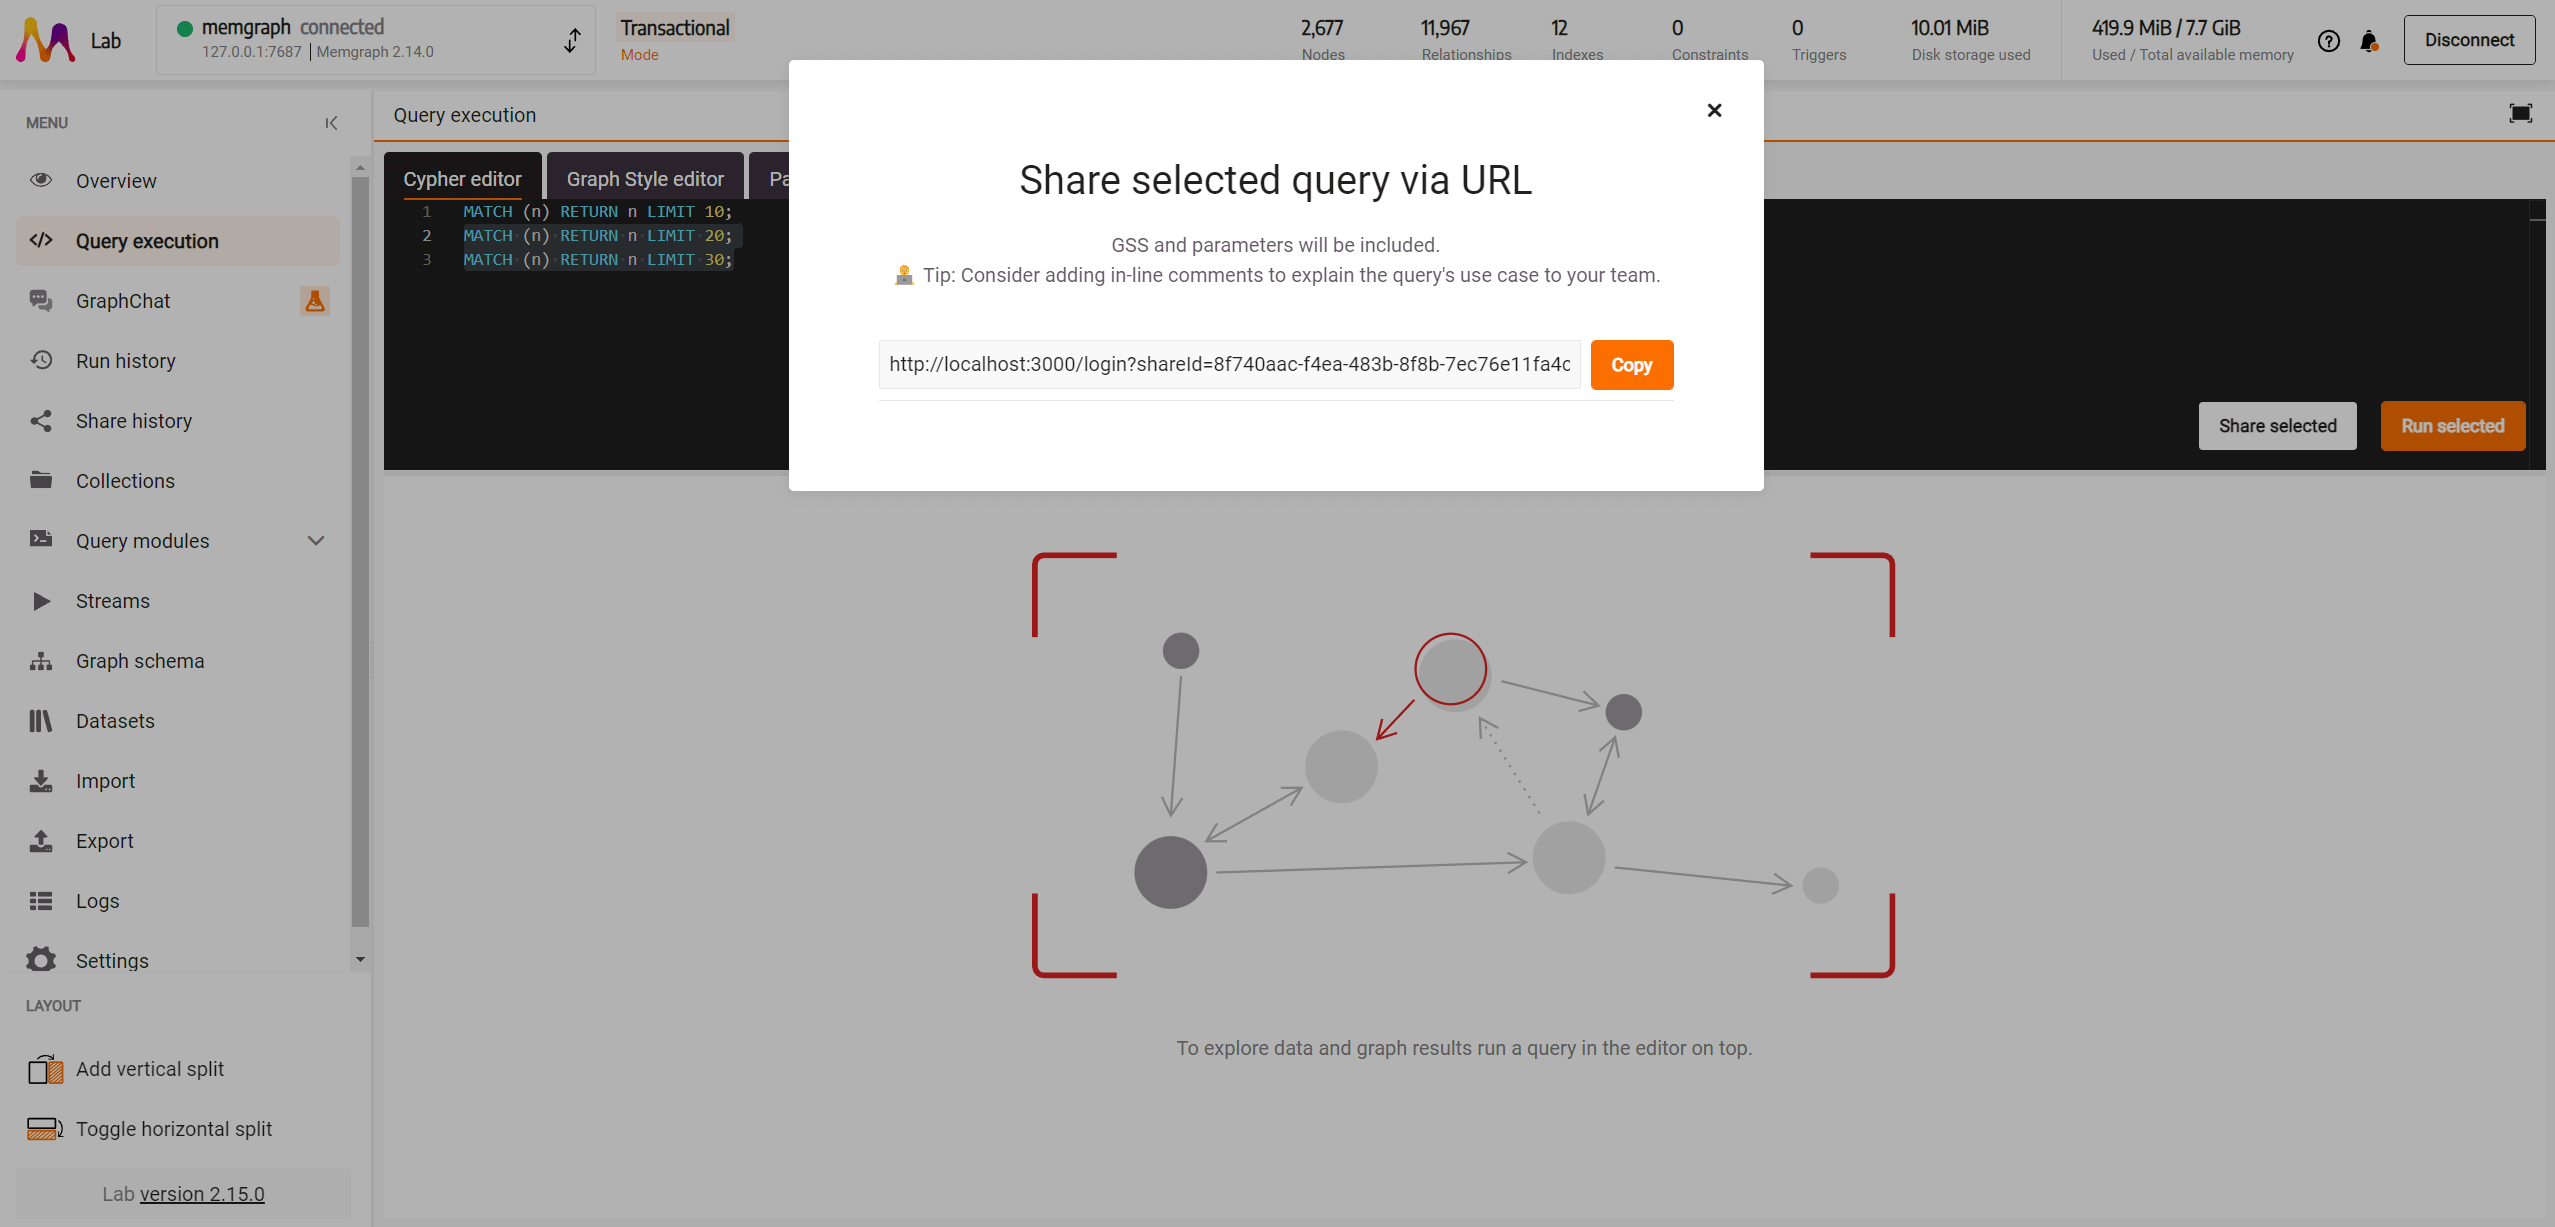 Lab
memgraph connected
127.0.0.1:7687 | Memgraph 2.14.0
Transactional
Mode
2,677
Nodes
11,967
Relationships
12
Indexes
0
Constraints
0
Triggers
10.01 MiB
Disk storage used
419.9 MiB / 7.7 GiB
Used / Total available memory
Disconnect
MENU
Overview
Query execution
GraphChat
Run history
Share history
Collections
Query modules
Streams
Graph schema
Datasets
Import
Export
Logs
Settings
LAYOUT
Add vertical split
Toggle horizontal split
Lab version 2.15.0
Query execution
Cypher editor
Graph Style editor
Pa
1 MATCH (n) RETURN n LIMIT 10;
2 MATCH (n) RETURN n LIMIT 20;
3 MATCH (n) RETURN n LIMIT 30;
Share selected query via URL
GSS and parameters will be included.
Tip: Consider adding in-line comments to explain the query's use case to your team.
http://localhost:3000/login?shareId=8f740aac-f4ea-483b-8f8b-7ec76e11fa4c
Copy
Share selected
Run selected
To explore data and graph results run a query in the editor on top.